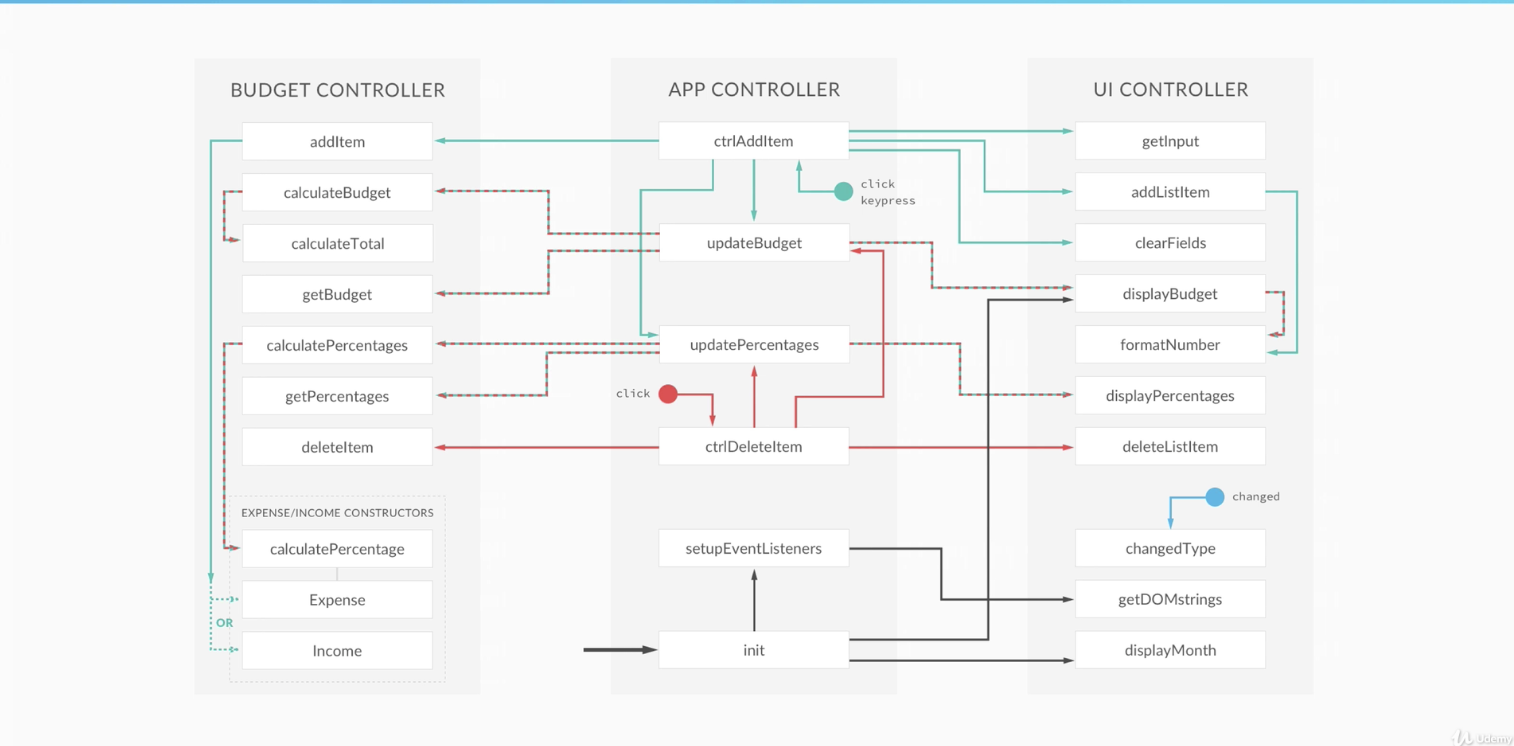 BUDGET CONTROLLER
addItem
calculateBudget
calculateTotal
getBudget
calculatePercentages
getPercentages
deleteItem
EXPENSE/INCOME CONSTRUCTORS
calculatePercentage
Expense
OR
Income
APP CONTROLLER
ctrlAddItem
click
keypress
updateBudget
updatePercentages
click
ctrlDeleteItem
setupEventListeners
init
UI CONTROLLER
getInput
addListItem
clearFields
displayBudget
formatNumber
displayPercentages
deleteListItem
changed
changedType
getDOMstrings
displayMonth
Udemy